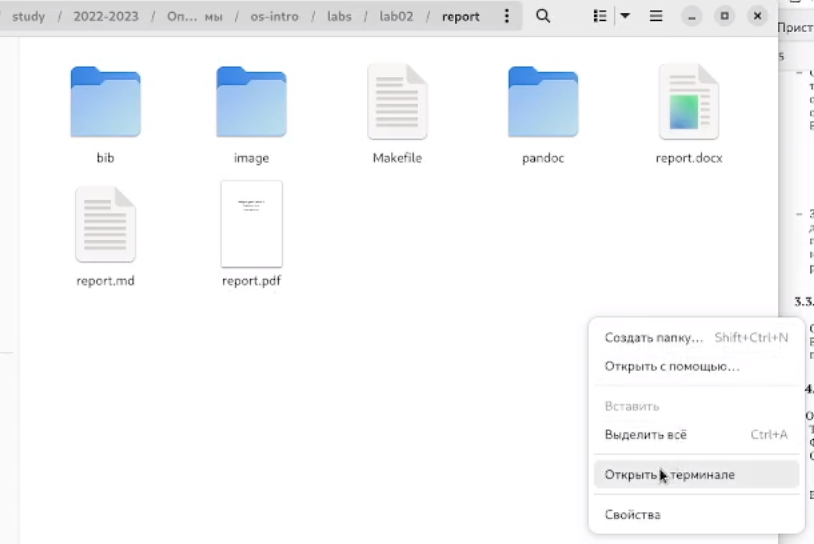 study / 2022-2023 / Оп... мы / os-intro / labs / lab02 / report
bib
image
Makefile
pandoc
report.docx
report.md
report.pdf
Создать папку... Shift+Ctrl+N
Открыть с помощью...
Вставить
Выделить всё Ctrl+A
Открыть терминале
Свойства
Прист
5
3.3.
4.